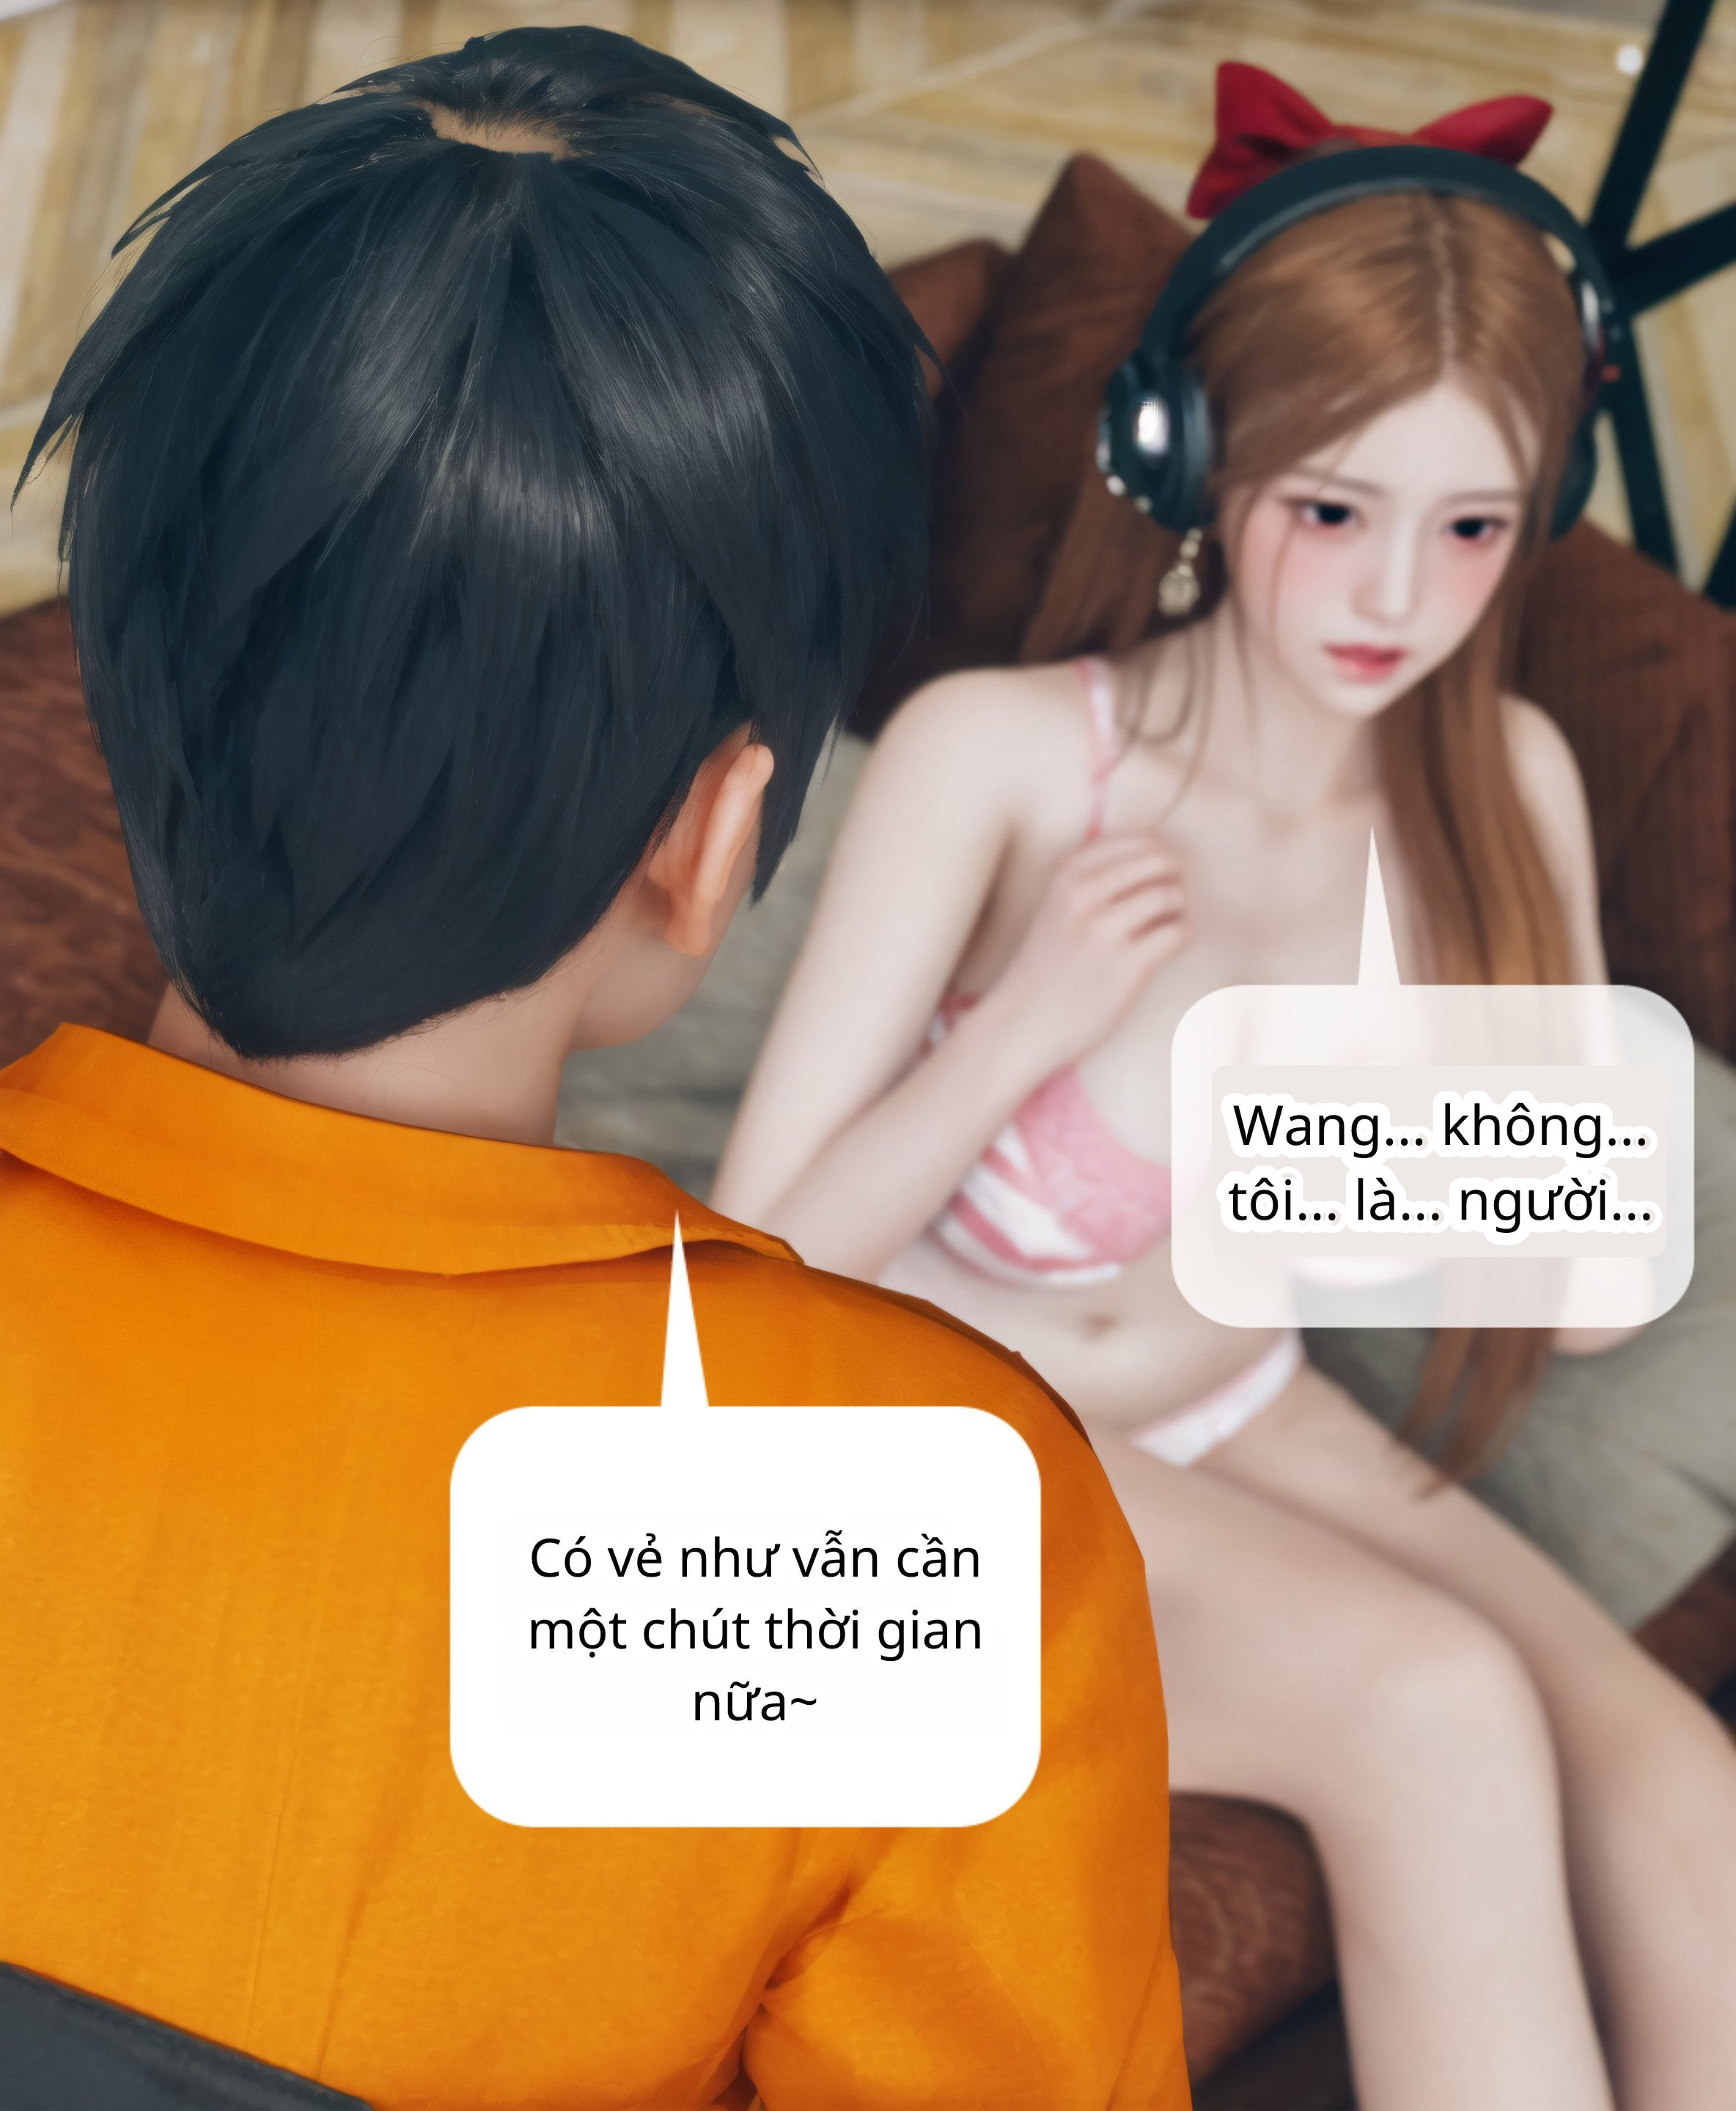 Wang... không...
tôi... là... người...
Có vẻ như vẫn cần
một chút thời gian
nữa~